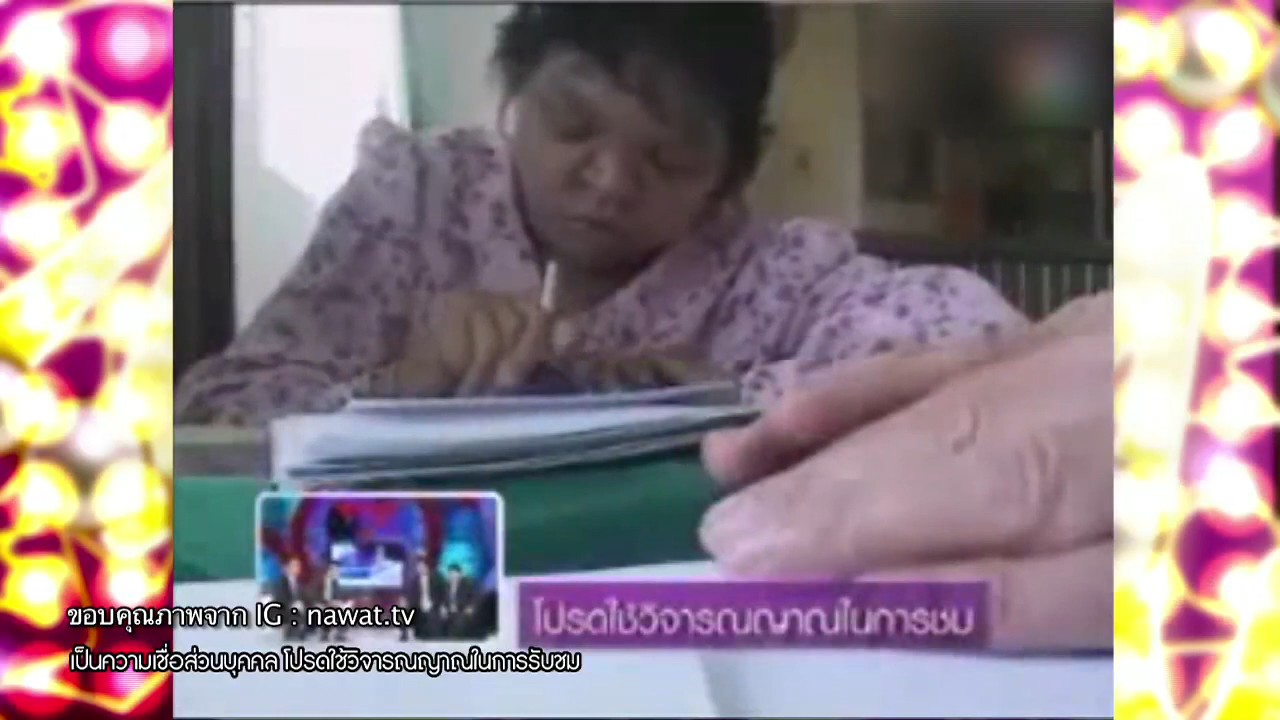 โปรดใช้วิจารณญาณในการชม
ขอบคุณภาพจาก IG : nawat.tv
เป็นความเชื่อส่วนบุคคล โปรดใช้วิจารณญาณในการรับชม